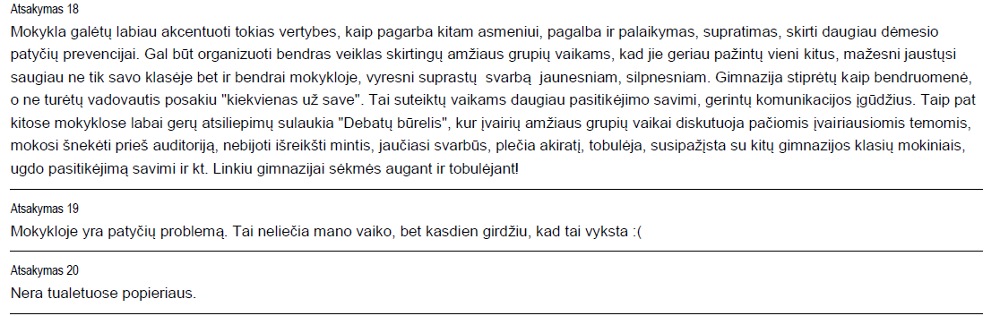 Atsakymas 18
Mokykla galėtų labiau akcentuoti tokias vertybes, kaip pagarba kitam asmeniui, pagalba ir palaikymas, supratimas, skirti daugiau dėmesio
patyčių prevencijai. Gal būt organizuoti bendras veiklas skirtingų amžiaus grupių vaikams, kad jie geriau pažintų vieni kitus, mažesni jaustųsi
saugiau ne tik savo klasėje bet ir bendrai mokykloje, vyresni suprastų  svarbą  jaunesniam, silpnesniam. Gimnazija stiprėtų kaip bendruomenė,
o ne turėtų vadovautis posakiu "kiekvienas už save". Tai suteiktų vaikams daugiau pasitikėjimo savimi, gerintų komunikacijos įgūdžius. Taip pat
kitose mokyklose labai gerų atsiliepimų sulaukia "Debatų būrelis", kur įvairių amžiaus grupių vaikai diskutuoja pačiomis įvairiausiomis temomis,
mokosi šnekėti prieš auditoriją, nebijoti išreikšti mintis, jaučiasi svarbūs, plečia akiratį, tobulėja, susipažįsta su kitų gimnazijos klasių mokiniais,
ugdo pasitikėjimą savimi ir kt. Linkiu gimnazijai sėkmės augant ir tobulėjant!
Atsakymas 19
Mokykloje yra patyčių problemą. Tai neliečia mano vaiko, bet kasdien girdžiu, kad tai vyksta :(
Atsakymas 20
Nera tualetuose popieriaus.